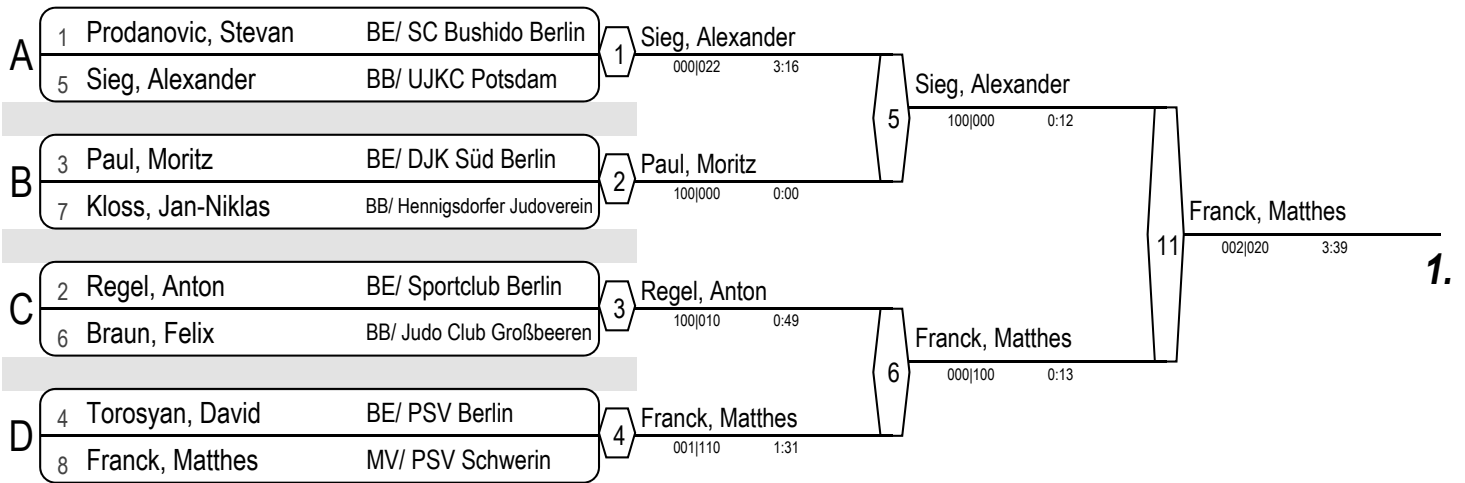 A
1 Prodanovic, Stevan BE/ SC Bushido Berlin
5 Sieg, Alexander BB/ UJKC Potsdam
B
3 Paul, Moritz BE/ DJK Süd Berlin
7 Kloss, Jan-Niklas BB/ Hennigsdorfer Judoverein
C
2 Regel, Anton BE/ Sportclub Berlin
6 Braun, Felix BB/ Judo Club Großbeeren
D
4 Torosyan, David BE/ PSV Berlin
8 Franck, Matthes MV/ PSV Schwerin
1 Sieg, Alexander
000|022 3:16
2 Paul, Moritz
100|000 0:00
3 Regel, Anton
100|010 0:49
4 Franck, Matthes
001|110 1:31
5 Sieg, Alexander
100|000 0:12
6 Franck, Matthes
000|100 0:13
11 Franck, Matthes
002|020 3:39
1.